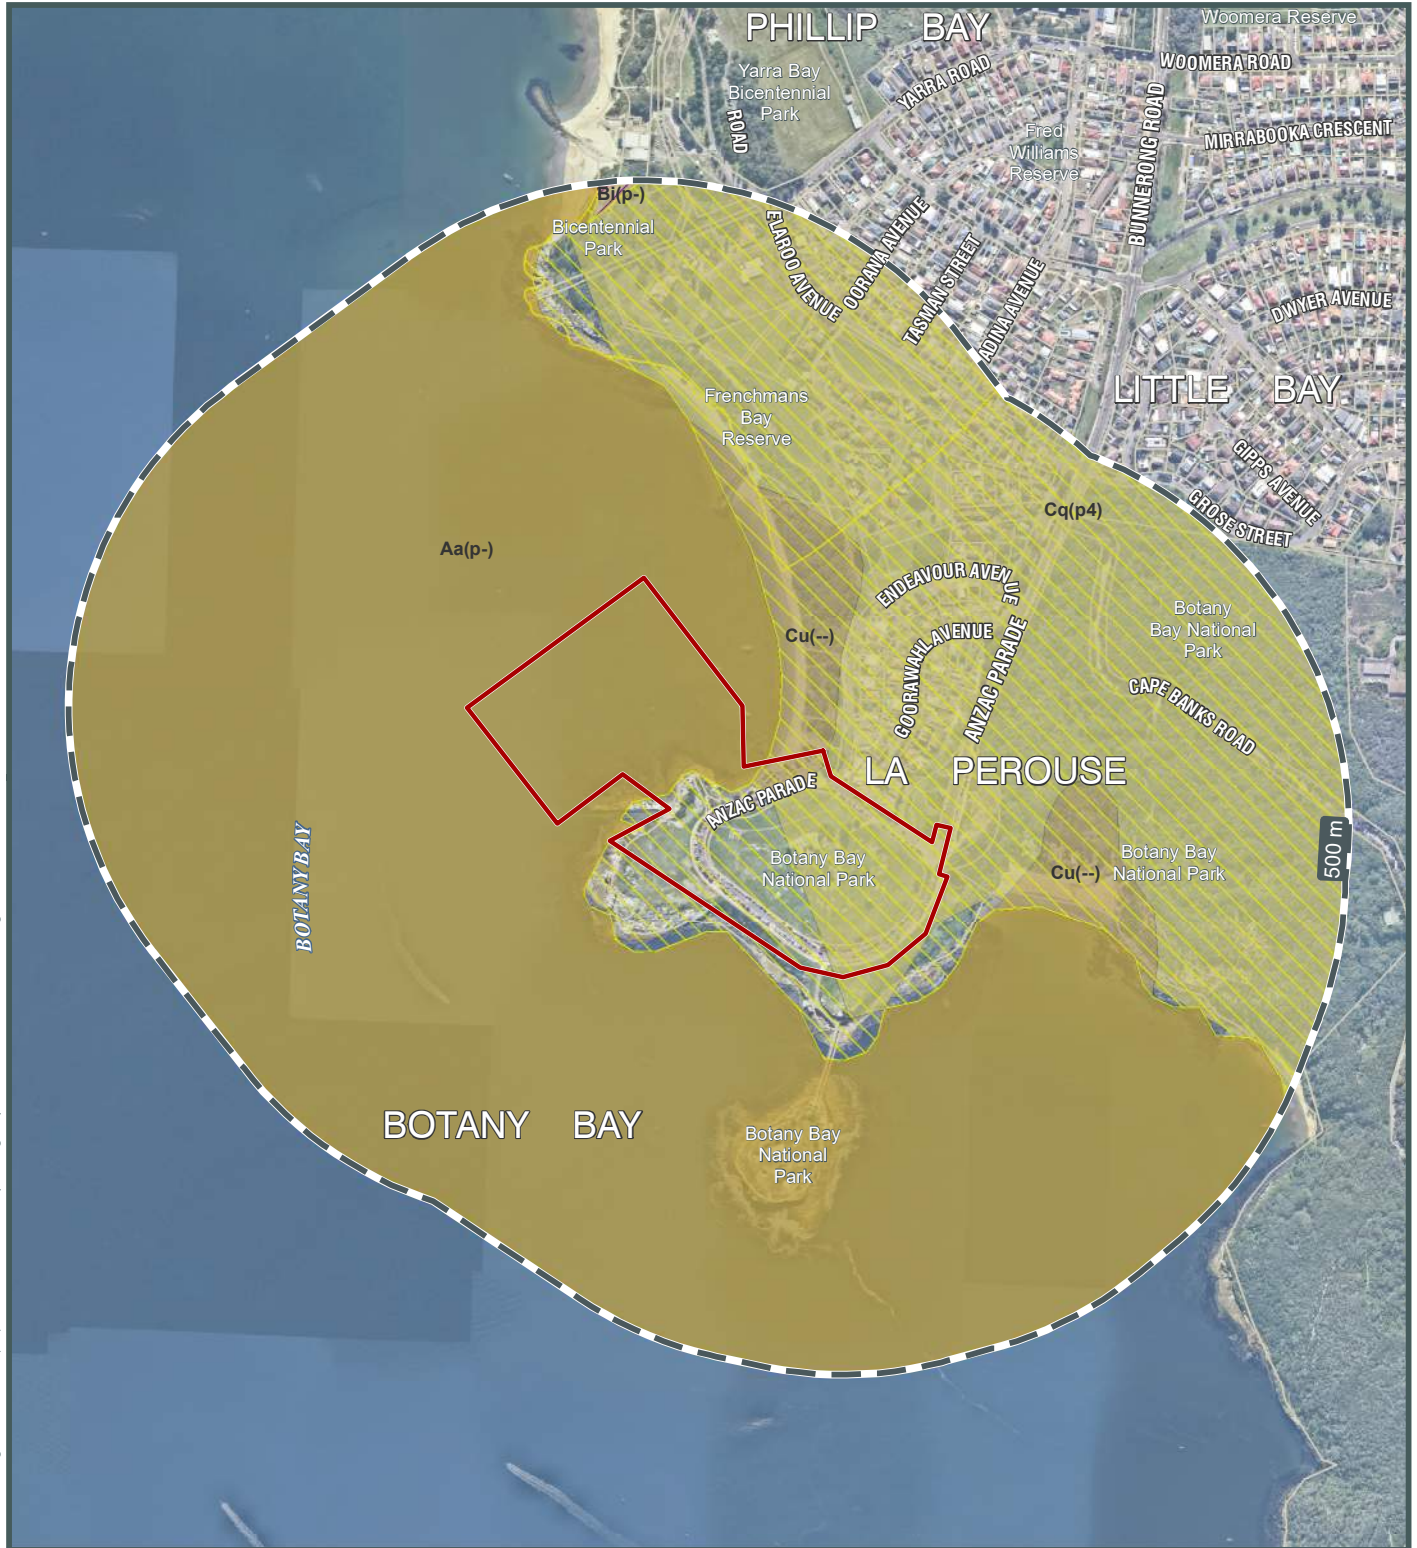 Woomera Reserve
PHILLIP BAY
WOOMERA ROAD
Yarra Bay
Bicentennial
Park
YARRA ROAD
ROAD
BUNNERONG ROAD
MIRRABOOKA CRESCENT
Fred
Williams
Reserve
Bi(p-)
Bicentennial
Park
ELAROO AVENUE
OORANA AVENUE
TASMAN STREET
ADINA AVENUE
DWYER AVENUE
LITTLE BAY
Frenchmans
Bay
Reserve
GIPPS AVENUE
GROSE STREET
Cq(p4)
Aa(p-)
ENDEAVOUR AVENUE
Botany
Bay National
Park
Cu(--)
GOORAWAHL AVENUE
ANZAC PARADE
CAPE BANKS ROAD
LA PEROUSE
ANZAC PARADE
BOTANY BAY
Botany Bay
National Park
Cu(--)
Botany Bay
National Park
500 m
BOTANY BAY
Botany Bay
National
Park